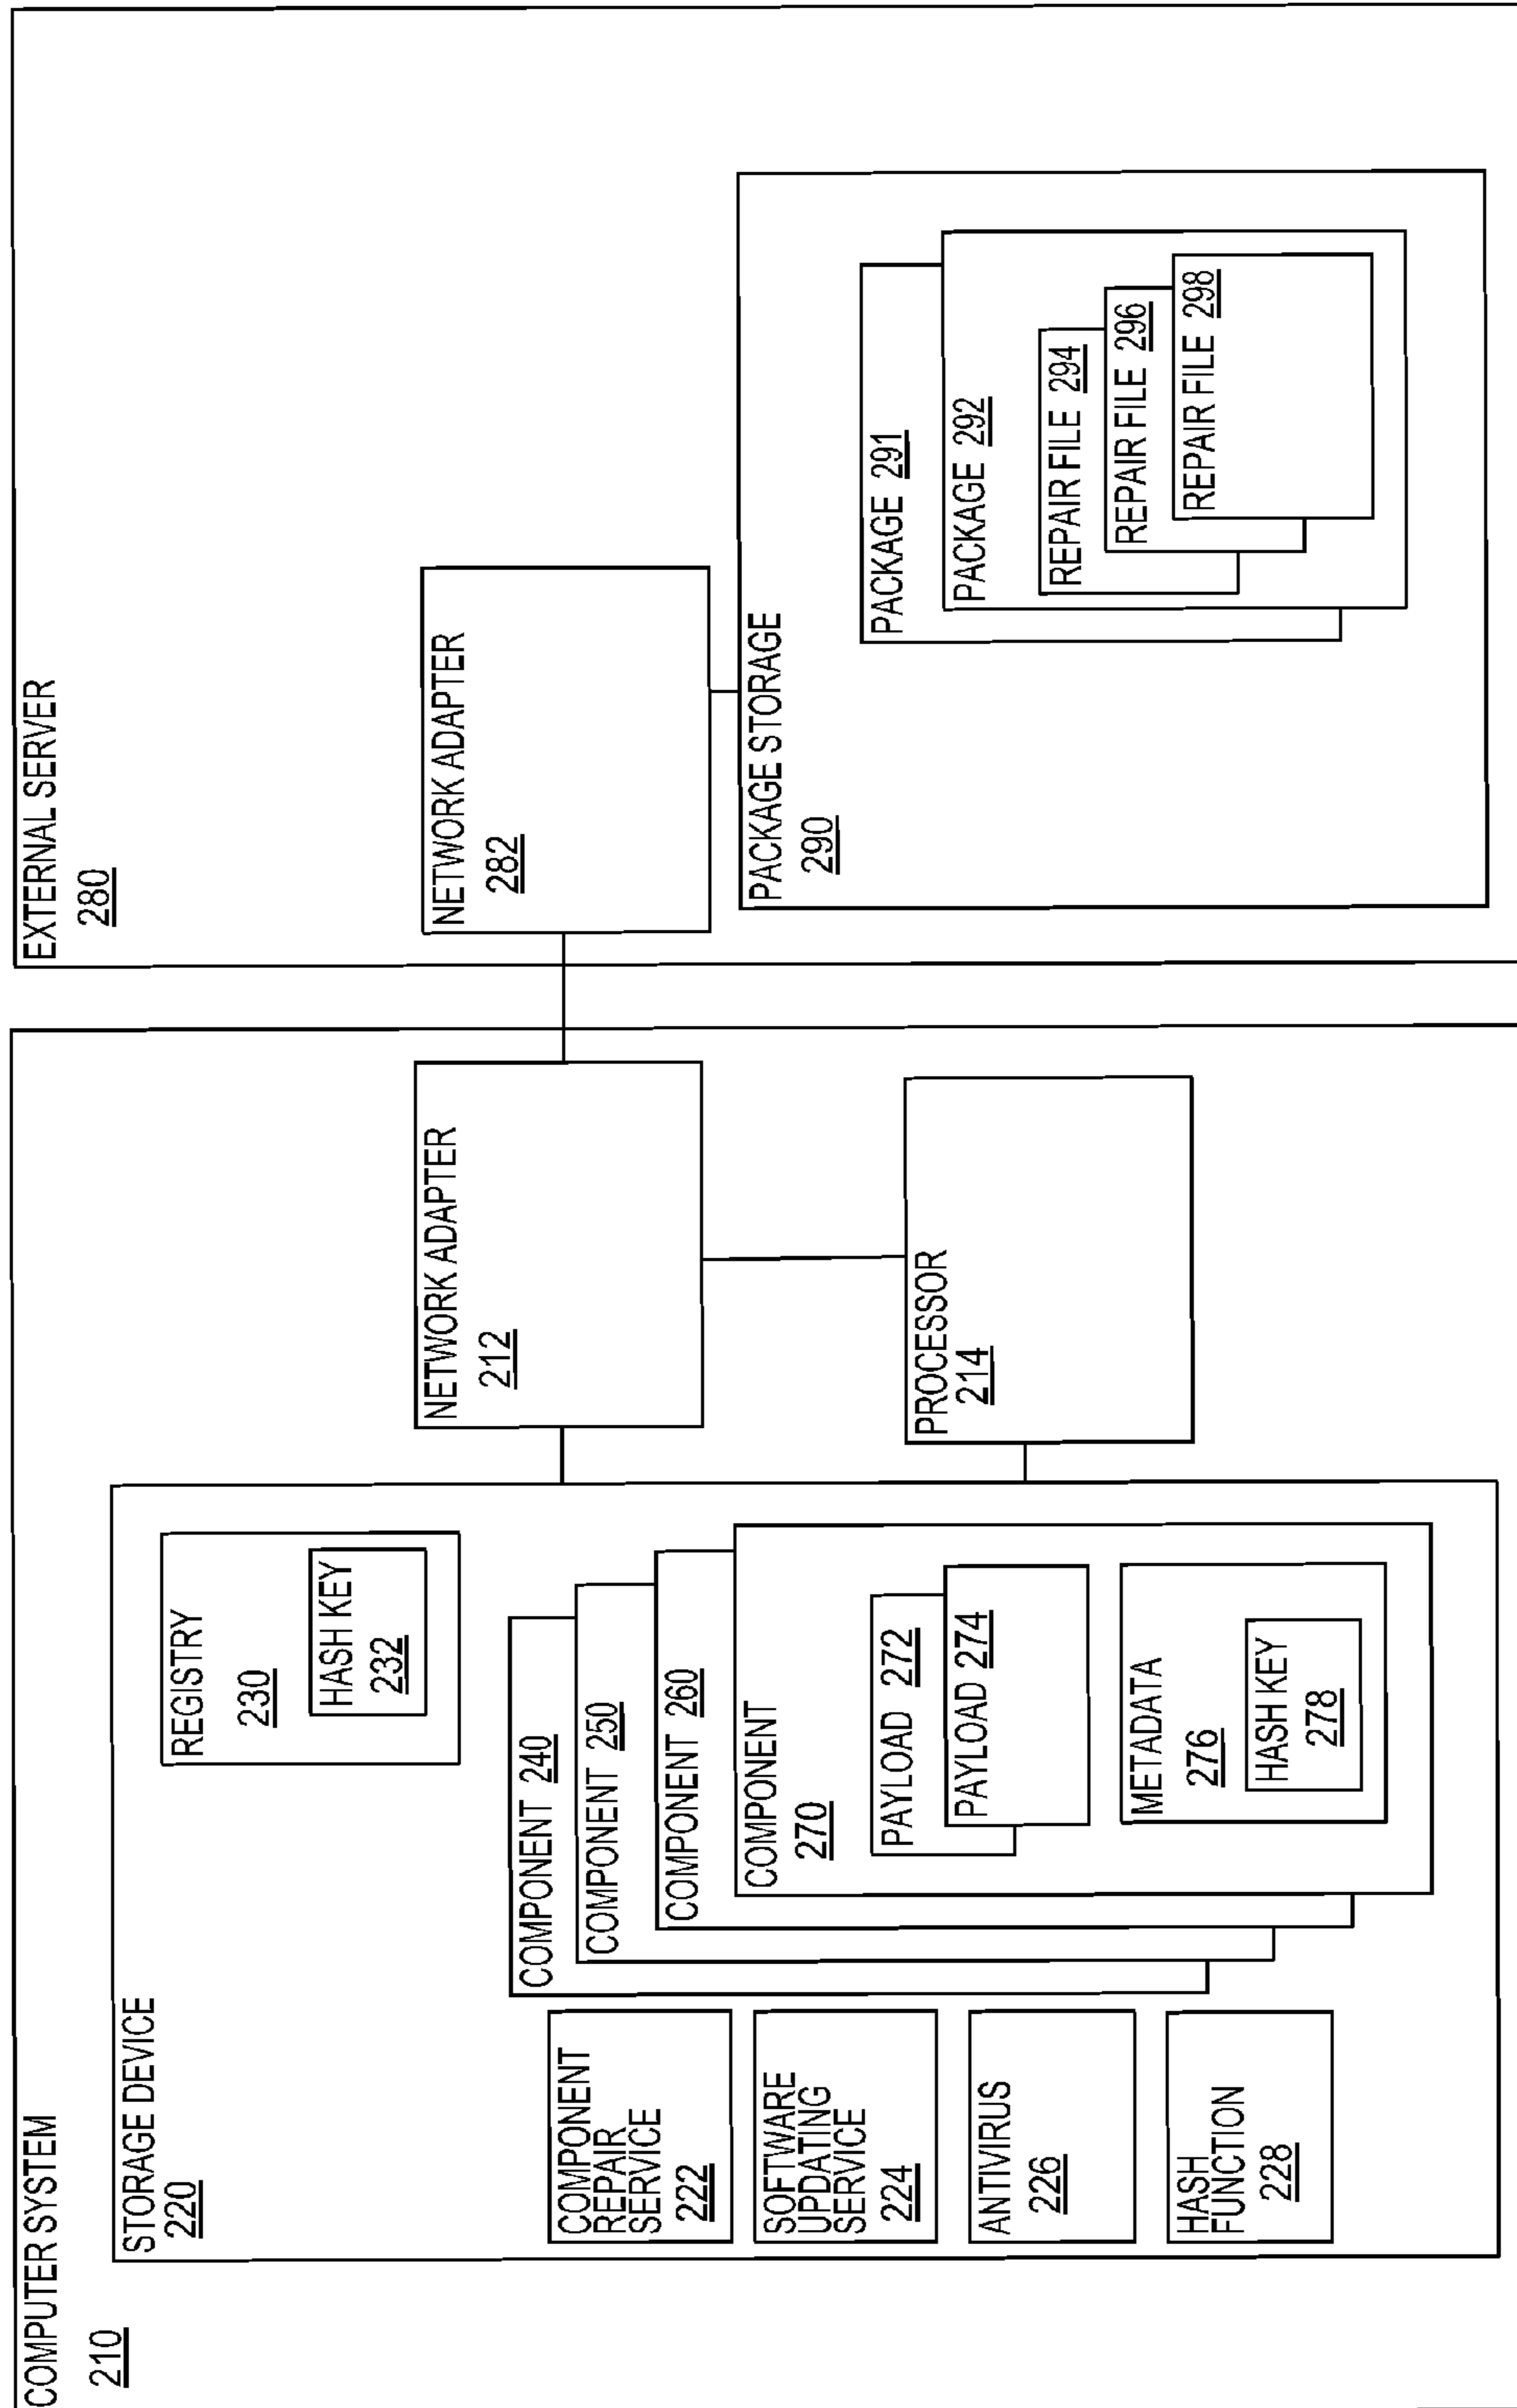 COMPUTER SYSTEM
210
STORAGE DEVICE
220
REGISTRY
230
HASH KEY
232
COMPONENT
REPAIR
SERVICE
222
SOFTWARE
UPDATING
SERVICE
224
ANTIVIRUS
226
HASH
FUNCTION
228
COMPONENT 240
COMPONENT 250
COMPONENT 260
COMPONENT
270
PAYLOAD 272
PAYLOAD 274
METADATA
276
HASH KEY
278
NETWORK ADAPTER
212
PROCESSOR
214
EXTERNAL SERVER
280
NETWORK ADAPTER
282
PACKAGE STORAGE
290
PACKAGE 291
PACKAGE 292
REPAIR FILE 294
REPAIR FILE 296
REPAIR FILE 298